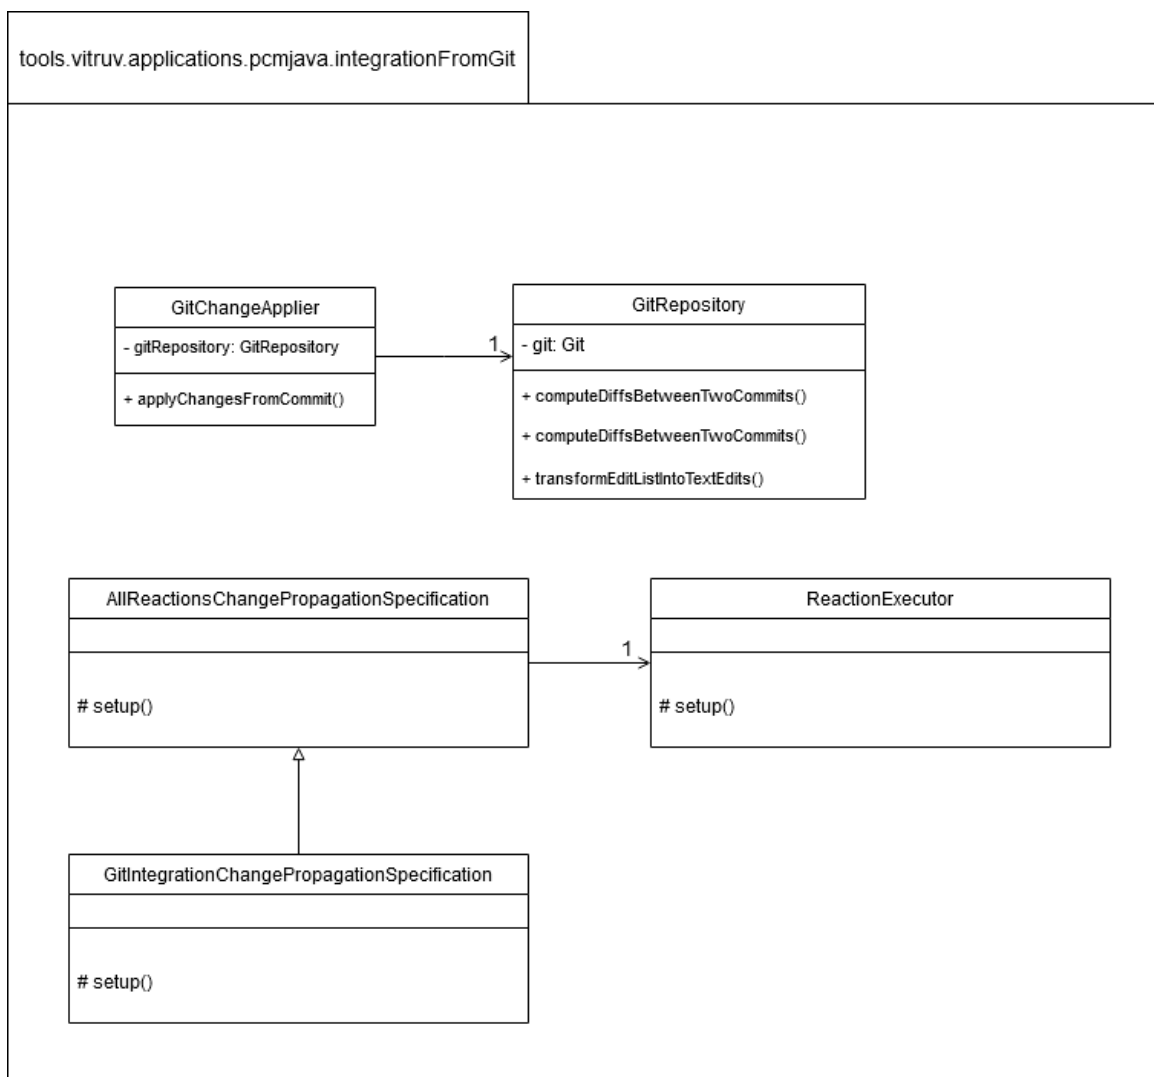 tools.vitruv.applications.pcmjava.integrationFromGit
GitChangeApplier
- gitRepository: GitRepository
+ applyChangesFromCommit()
1
GitRepository
- git: Git
+ computeDiffsBetweenTwoCommits()
+ computeDiffsBetweenTwoCommits()
+ transformEditListIntoTextEdits()
AllReactionsChangePropagationSpecification
# setup()
1
ReactionExecutor
# setup()
GitIntegrationChangePropagationSpecification
# setup()